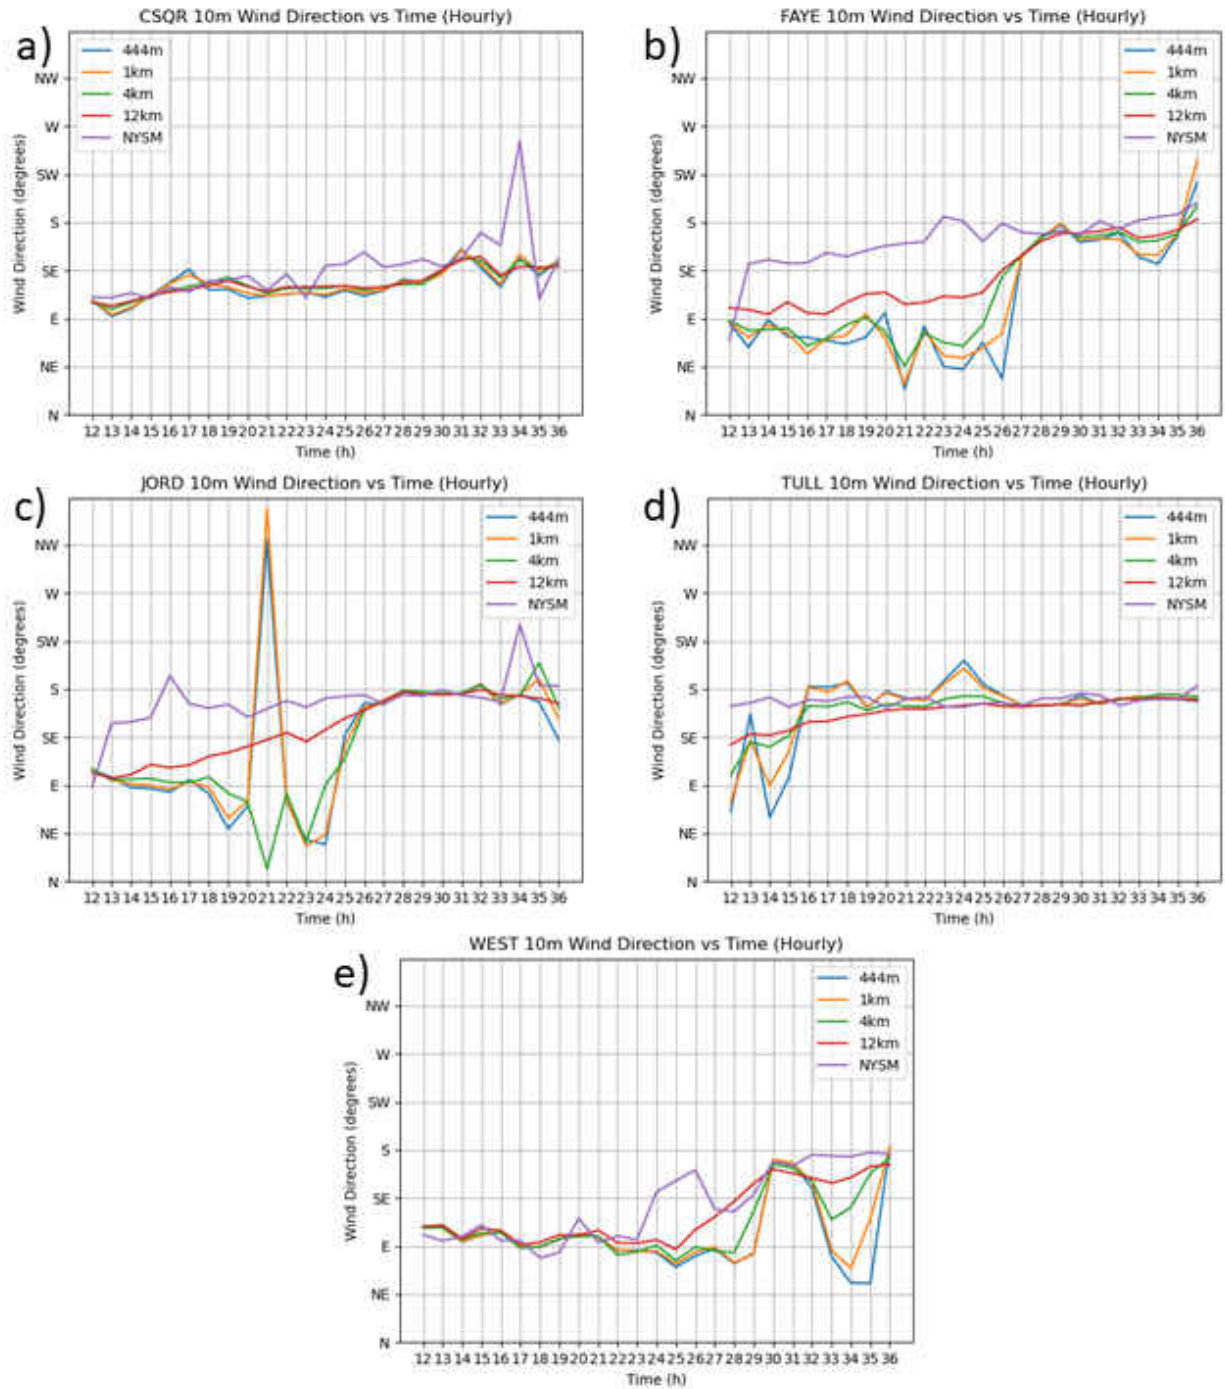 a)
CSQR 10m Wind Direction vs Time (Hourly)
444m
1km
4km
12km
NYSM
NW
W
SW
S
SE
E
NE
N
Wind Direction (degrees)
12 13 14 15 16 17 18 19 20 21 22 23 24 25 26 27 28 29 30 31 32 33 34 35 36
Time (h)
b)
FAYE 10m Wind Direction vs Time (Hourly)
444m
1km
4km
12km
NYSM
NW
W
SW
S
SE
E
NE
N
Wind Direction (degrees)
12 13 14 15 16 17 18 19 20 21 22 23 24 25 26 27 28 29 30 31 32 33 34 35 36
Time (h)
c)
JORD 10m Wind Direction vs Time (Hourly)
444m
1km
4km
12km
NYSM
NW
W
SW
S
SE
E
NE
N
Wind Direction (degrees)
12 13 14 15 16 17 18 19 20 21 22 23 24 25 26 27 28 29 30 31 32 33 34 35 36
Time (h)
d)
TULL 10m Wind Direction vs Time (Hourly)
444m
1km
4km
12km
NYSM
NW
W
SW
S
SE
E
NE
N
Wind Direction (degrees)
12 13 14 15 16 17 18 19 20 21 22 23 24 25 26 27 28 29 30 31 32 33 34 35 36
Time (h)
e)
WEST 10m Wind Direction vs Time (Hourly)
444m
1km
4km
12km
NYSM
NW
W
SW
S
SE
E
NE
N
Wind Direction (degrees)
12 13 14 15 16 17 18 19 20 21 22 23 24 25 26 27 28 29 30 31 32 33 34 35 36
Time (h)